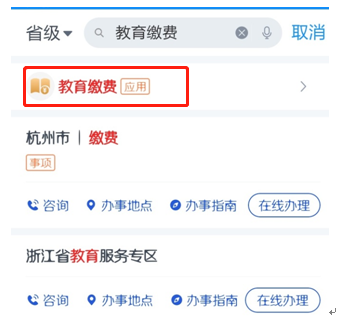 省级 教育缴费 取消
教育缴费 应用
杭州市 | 缴费
事项
咨询 办事地点 办事指南 在线办理
浙江省教育服务专区
咨询 办事地点 办事指南 在线办理